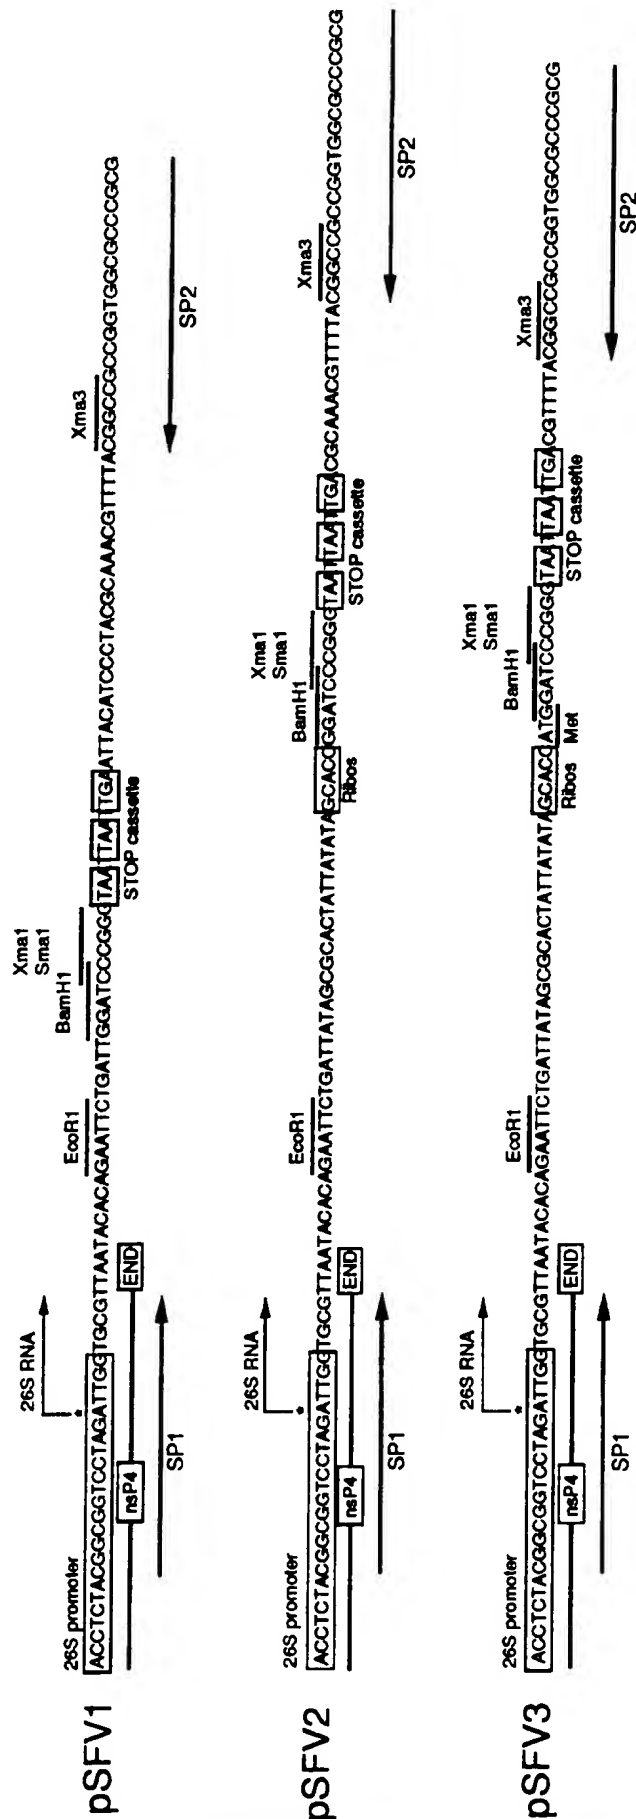 pSFV1
26S promoter
26S RNA
*
EcoR1
BamH1
Xma1
Sma1
Xma3
ACCTCTACGGCGGTCCTAGATTGGTGCGTTAATACACAGAATTCTGATTGGATCCCGGGTAATTAATTGAATTACATCCCTACGCAAACGTTTTACGGCCGCCGGTGGCGCCCGCG
nsP4
END
STOP cassette
SP1
SP2
pSFV2
26S promoter
26S RNA
*
EcoR1
BamH1
Xma1
Sma1
Xma3
ACCTCTACGGCGGTCCTAGATTGGTGCGTTAATACACAGAATTCTGATTATAGCGCACTATTATATAGCACCGGATCCCGGGTAATTAATTGACGCAAACGTTTTACGGCCGCCGGTGGCGCCCGCG
nsP4
END
Ribos
STOP cassette
SP1
SP2
pSFV3
26S promoter
26S RNA
*
EcoR1
BamH1
Xma1
Sma1
Xma3
ACCTCTACGGCGGTCCTAGATTGGTGCGTTAATACACAGAATTCTGATTATAGCGCACTATTATATAGCACCATGGATCCCGGGTAATTAATTGACGTTTTACGGCCGCCGGTGGCGCCCGCG
nsP4
END
Ribos
Met
STOP cassette
SP1
SP2